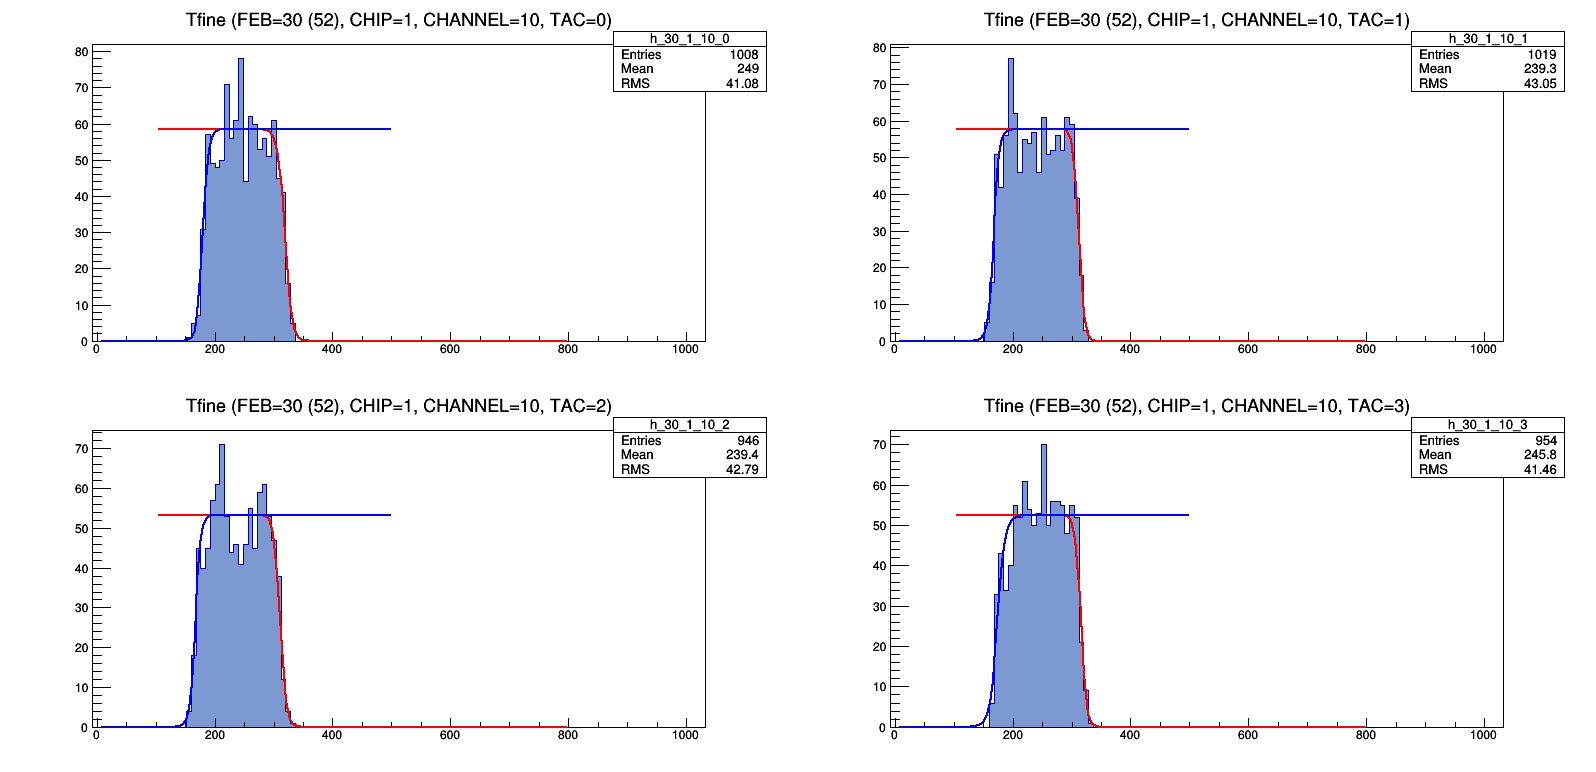 Tfine (FEB=30 (52), CHIP=1, CHANNEL=10, TAC=0)
h_30_1_10_0
Entries 1008
Mean 249
RMS 41.08
80
70
60
50
40
30
20
10
0
0 200 400 600 800 1000
Tfine (FEB=30 (52), CHIP=1, CHANNEL=10, TAC=1)
h_30_1_10_1
Entries 1019
Mean 239.3
RMS 43.05
80
70
60
50
40
30
20
10
0
0 200 400 600 800 1000
Tfine (FEB=30 (52), CHIP=1, CHANNEL=10, TAC=2)
h_30_1_10_2
Entries 946
Mean 239.4
RMS 42.79
70
60
50
40
30
20
10
0
0 200 400 600 800 1000
Tfine (FEB=30 (52), CHIP=1, CHANNEL=10, TAC=3)
h_30_1_10_3
Entries 954
Mean 245.8
RMS 41.46
70
60
50
40
30
20
10
0
0 200 400 600 800 1000